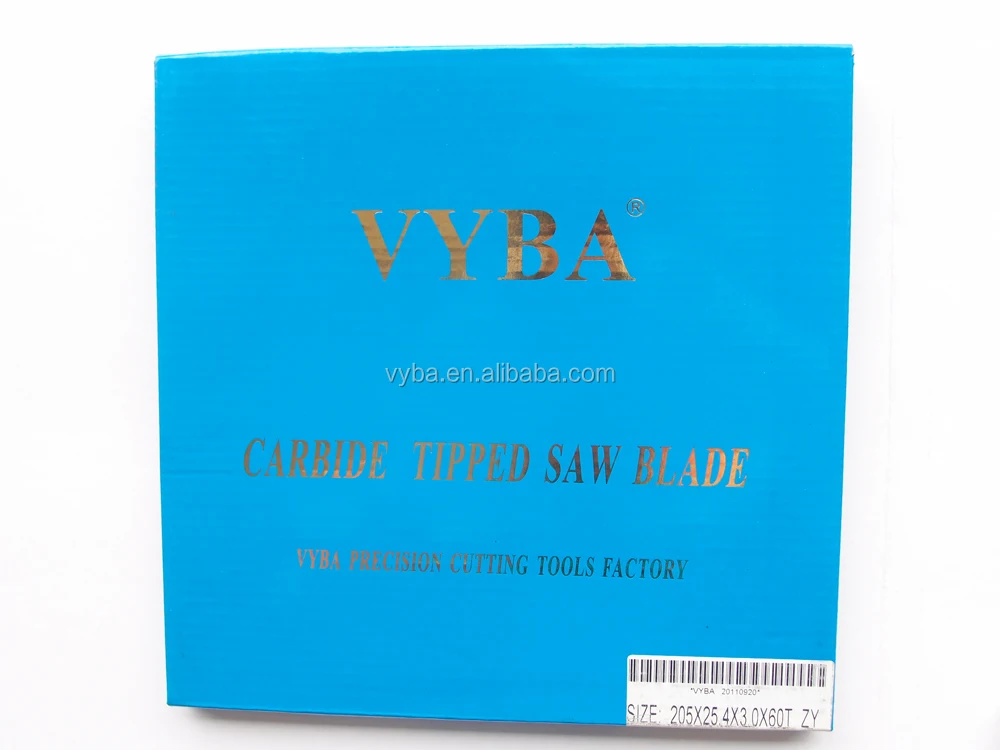 VYBA®
vyba.en.alibaba.com
CARBIDE TIPPED SAW BLADE
VYBA PRECISION CUTTING TOOLS FACTORY
*VYBA 20110920*
SIZE: 205X25.4X3.0X60T ZY